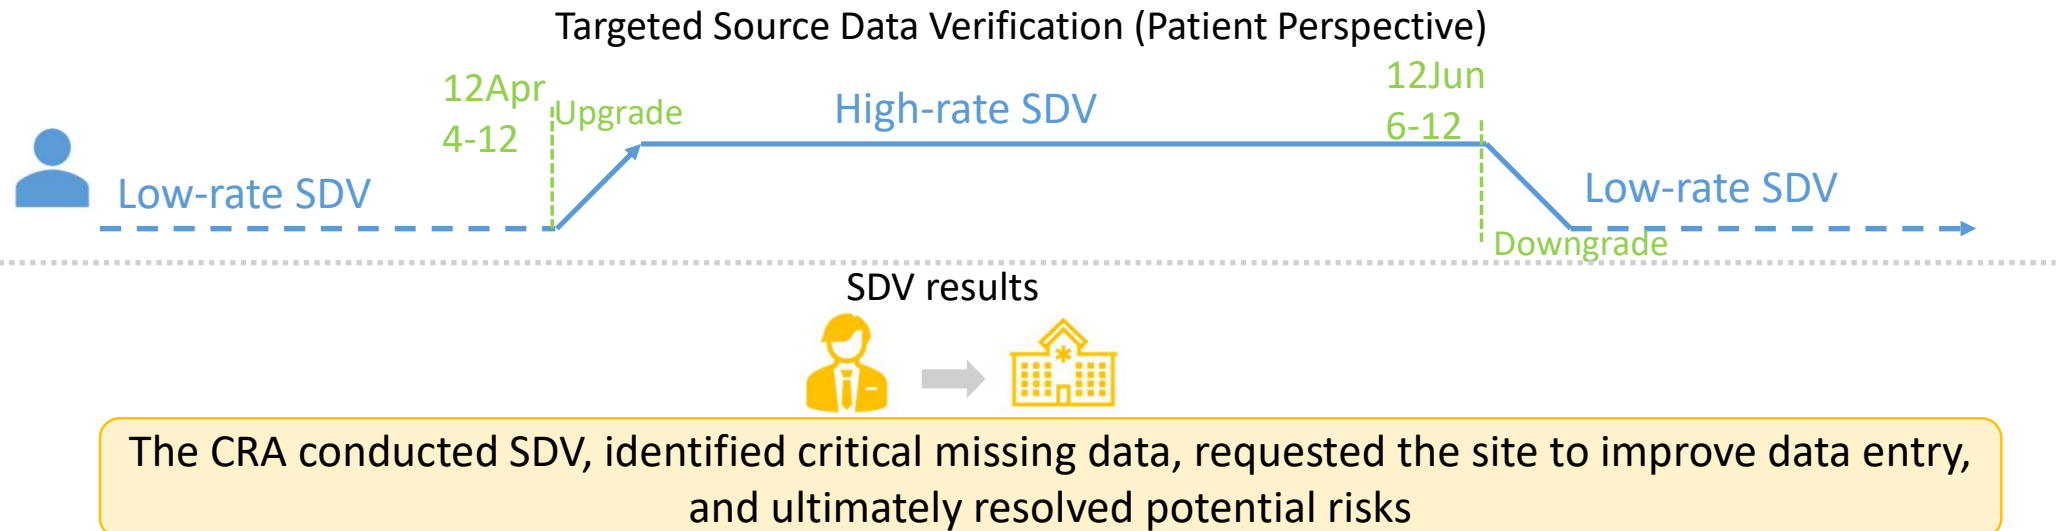 Targeted Source Data Verification (Patient Perspective)
12Apr
4-12
Upgrade
High-rate SDV
12Jun
6-12
Low-rate SDV
Low-rate SDV
Downgrade
SDV results
The CRA conducted SDV, identified critical missing data, requested the site to improve data entry,
and ultimately resolved potential risks